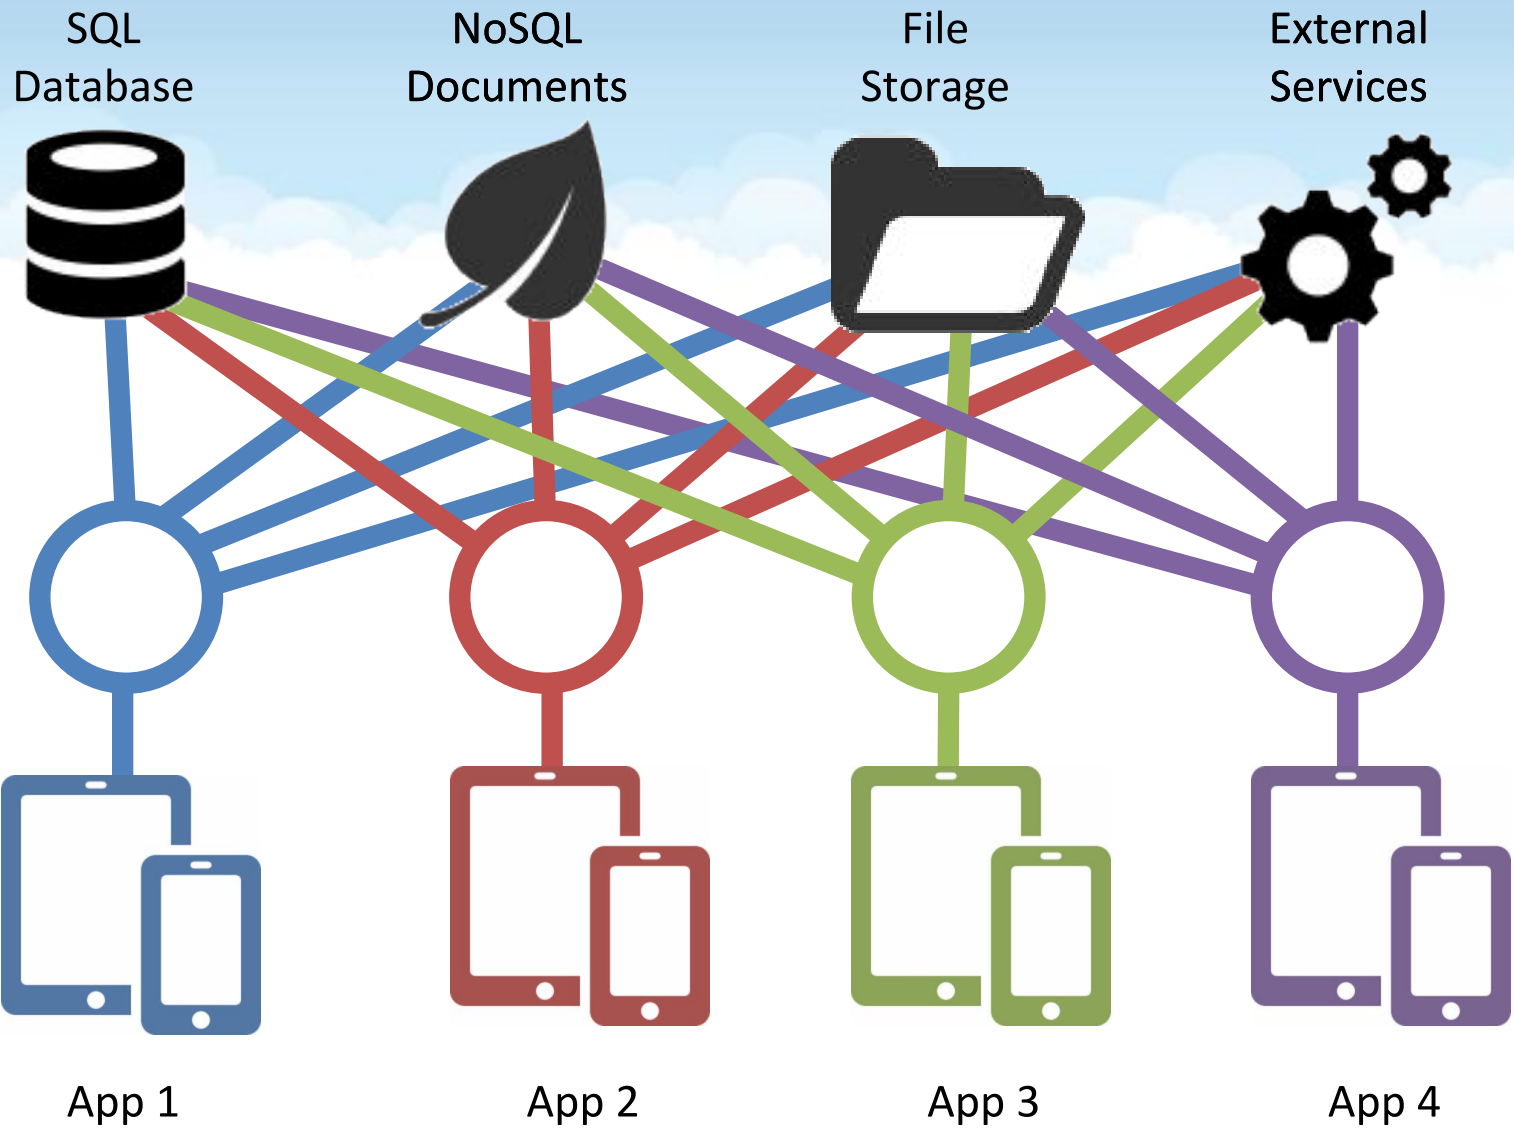 SQL
Database
NoSQL
Documents
File
Storage
External
Services
App 1
App 2
App 3
App 4